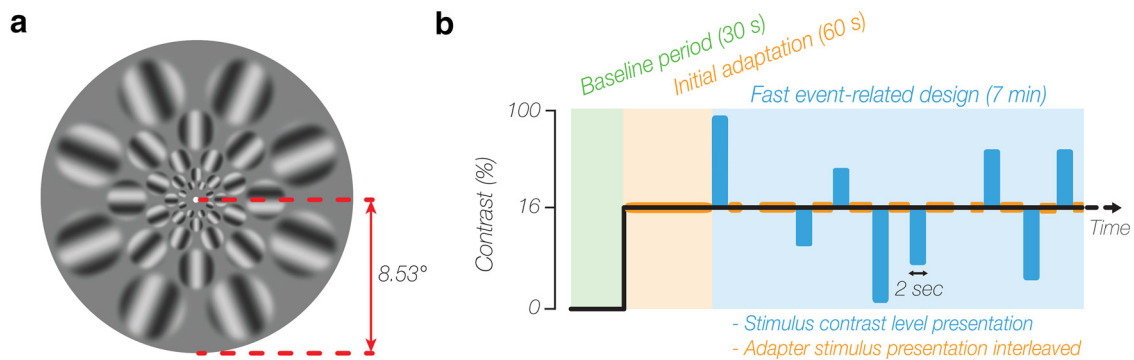 a
8.53°
b
Baseline period (30 s)
Initial adaptation (60 s)
Fast event-related design (7 min)
100
16
0
Contrast (%)
Time
2 sec
- Stimulus contrast level presentation
- Adapter stimulus presentation interleaved